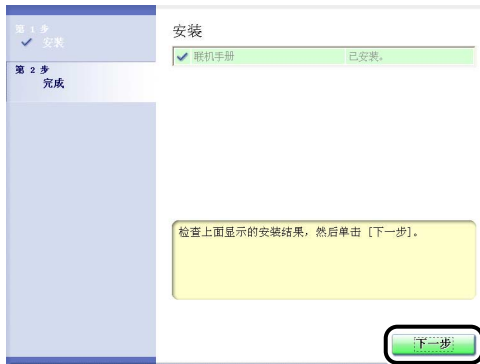 第 1 步
安装
第 2 步
完成
安装
联机手册 已安装。
检查上面显示的安装结果，然后单击 [下一步]。
下一步